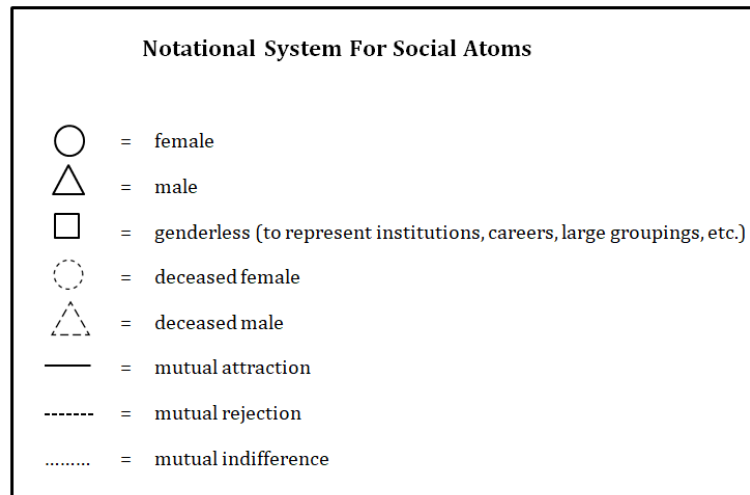 Notational System For Social Atoms
= female
= male
= genderless (to represent institutions, careers, large groupings, etc.)
= deceased female
= deceased male
= mutual attraction
= mutual rejection
= mutual indifference